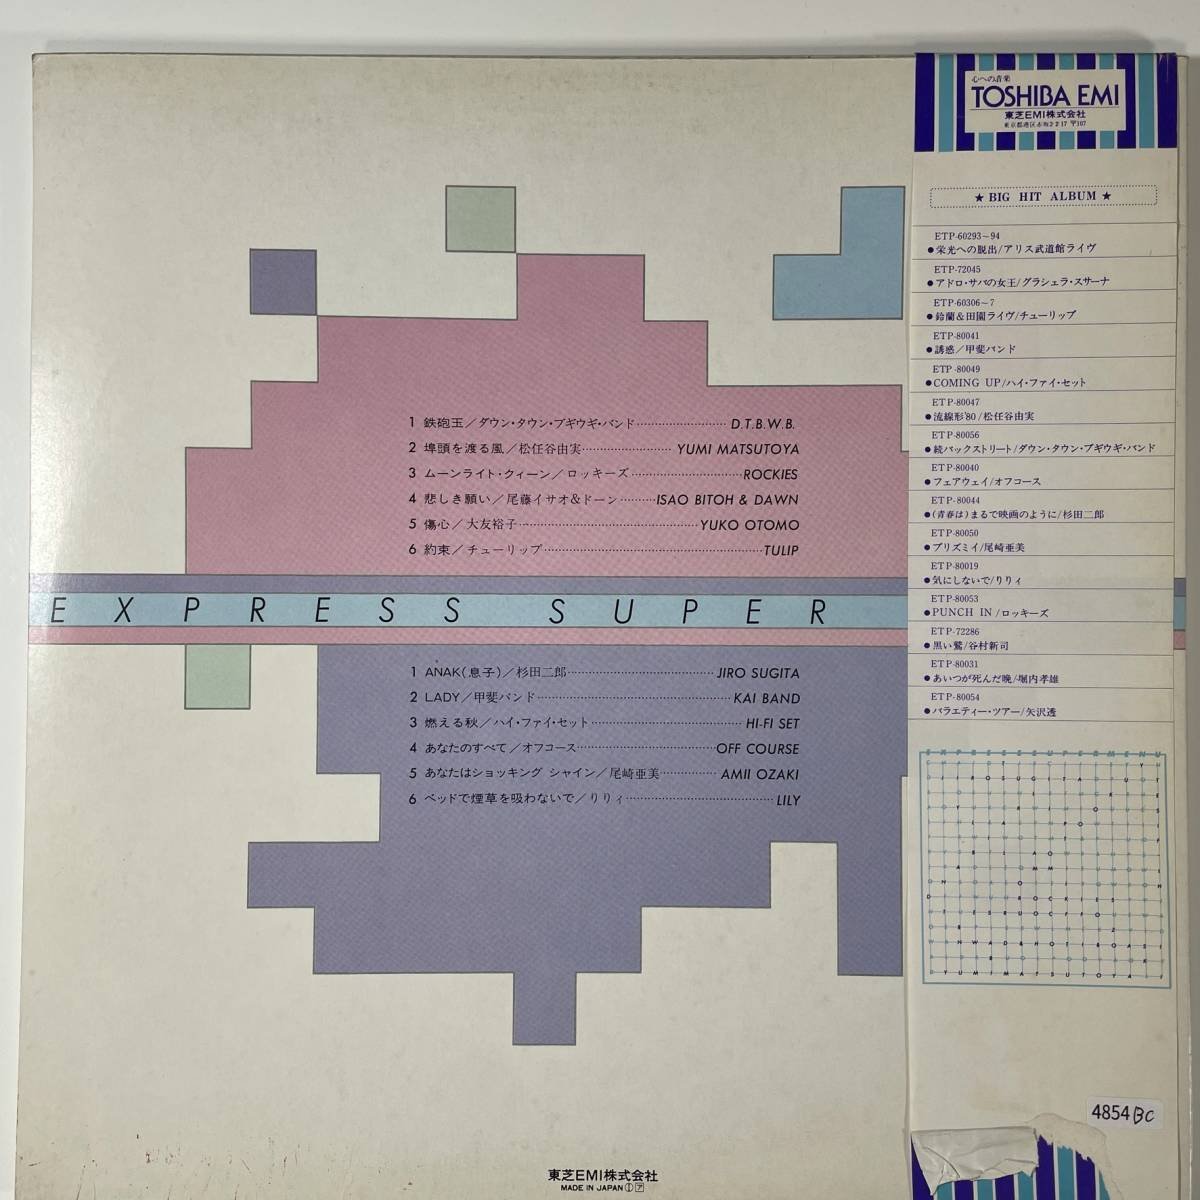 1 鉄砲玉／ダウン・タウン・ブギウギ・バンド D.T.B.W.B.
2 埠頭を渡る風／松任谷由実 YUMI MATSUTOYA
3 ムーンライト・クィーン／ロッキーズ ROCKIES
4 悲しき願い／尾藤イサオ&ドーン ISAO BITOH & DAWN
5 傷心／大友裕子 YUKO OTOMO
6 約束／チューリップ TULIP
EXPRESS SUPER
1 ANAK(息子)／杉田二郎 JIRO SUGITA
2 LADY／甲斐バンド KAI BAND
3 燃える秋／ハイ・ファイ・セット HI-FI SET
4 あなたのすべて／オフコース OFF COURSE
5 あなたはショッキング シャイン／尾崎亜美 AMII OZAKI
6 ベッドで煙草を吸わないで／りりィ LILY
東芝EMI株式会社
MADE IN JAPAN
心への音楽
TOSHIBA EMI
東芝EMI株式会社
東京都港区赤坂2-2-17 〒107
★ BIG HIT ALBUM ★
ETP-60293〜94
●栄光への脱出/アリス武道館ライヴ
ETP-72045
●アドロ・サバの女王/グラシェラ・スサーナ
ETP-60306〜7
●鈴蘭&田園ライヴ/チューリップ
ETP-80041
●誘惑/甲斐バンド
ETP-80049
●COMING UP/ハイ・ファイ・セット
ETP-80047
●流線形'80/松任谷由実
ETP-80056
●続バックストリート/ダウン・タウン・ブギウギ・バンド
ETP-80040
●フェアウェイ/オフコース
ETP-80044
●(青春は)まるで映画のように/杉田二郎
ETP-80050
●プリズミイ/尾崎亜美
ETP-80019
●気にしないで/りりィ
ETP-80053
●PUNCH IN/ロッキーズ
ETP-72286
●黒い鷲/谷村新司
ETP-80031
●あいつが死んだ晩/堀内孝雄
ETP-80054
●バラエティー・ツアー/矢沢透
EXPRESSSUPERMENU
4854BC